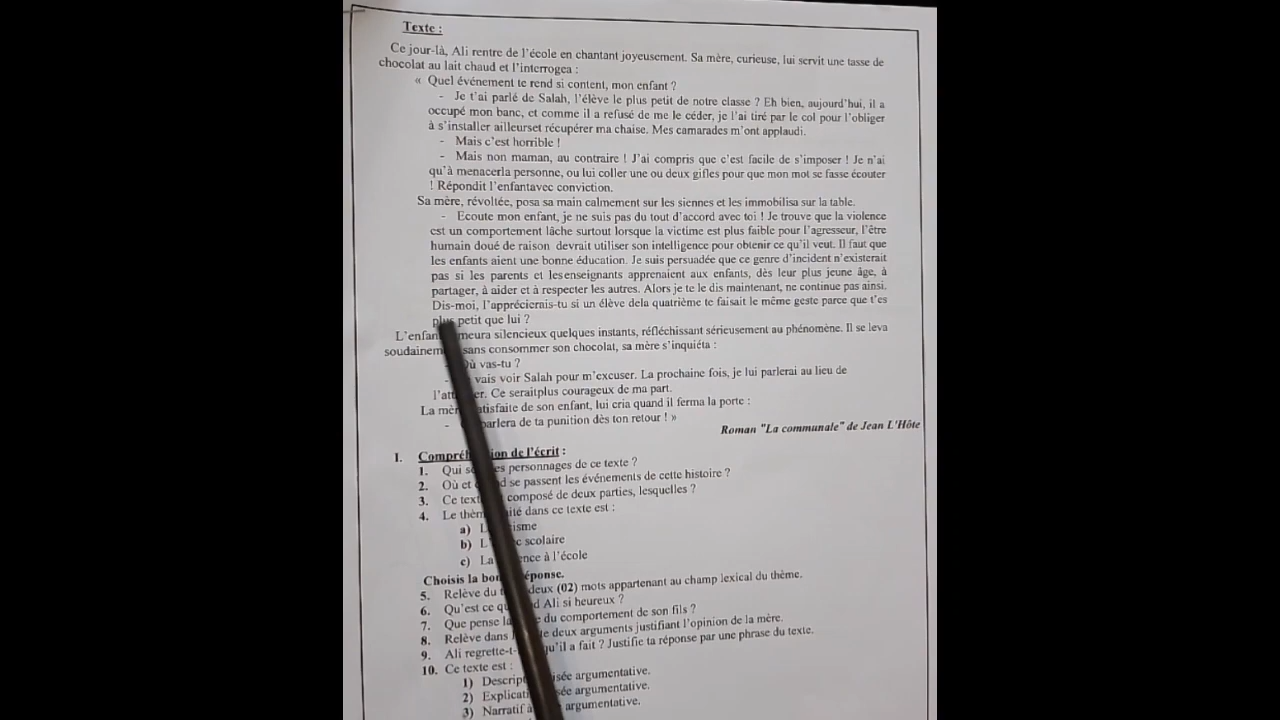 Texte :
Ce jour-là, Ali rentre de l'école en chantant joyeusement. Sa mère, curieuse, lui servit une tasse de
chocolat au lait chaud et l'interrogea :
« Quel événement te rend si content, mon enfant ?
- Je t'ai parlé de Salah, l'élève le plus petit de notre classe ? Eh bien, aujourd'hui, il a
occupé mon banc, et comme il a refusé de me le céder, je l'ai tiré par le col pour l'obliger
à s'installer ailleurset récupérer ma chaise. Mes camarades m'ont applaudi.
- Mais c'est horrible !
- Mais non maman, au contraire ! J'ai compris que c'est facile de s'imposer ! Je n'ai
qu'à menacerla personne, ou lui coller une ou deux gifles pour que mon mot se fasse écouter
! Répondit l'enfantavec conviction.
Sa mère, révoltée, posa sa main calmement sur les siennes et les immobilisa sur la table.
- Ecoute mon enfant, je ne suis pas du tout d'accord avec toi ! Je trouve que la violence
est un comportement lâche surtout lorsque la victime est plus faible pour l'agresseur, l'être
humain doué de raison devrait utiliser son intelligence pour obtenir ce qu'il veut. Il faut que
les enfants aient une bonne éducation. Je suis persuadée que ce genre d'incident n'existerait
pas si les parents et lesenseignants apprenaient aux enfants, dès leur plus jeune âge, à
partager, à aider et à respecter les autres. Alors je te le dis maintenant, ne continue pas ainsi.
Dis-moi, l'apprécierais-tu si un élève dela quatrième te faisait le même geste parce que t'es
plus petit que lui ?
L'enfan meura silencieux quelques instants, réfléchissant sérieusement au phénomène. Il se leva
soudainem sans consommer son chocolat, sa mère s'inquiéta :
Où vas-tu ?
- vais voir Salah pour m'excuser. La prochaine fois, je lui parlerai au lieu de
l'att er. Ce seraitplus courageux de ma part.
La mère atisfaite de son enfant, lui cria quand il ferma la porte :
- parlera de ta punition dès ton retour ! »
Roman "La communale" de Jean L'Hôte
I. Compréh ion de l'écrit :
1. Qui s es personnages de ce texte ?
2. Où et d se passent les événements de cette histoire ?
3. Ce text composé de deux parties, lesquelles ?
4. Le thèm ité dans ce texte est :
a) L isme
b) L' c scolaire
c) La ence à l'école
Choisis la bon éponse.
5. Relève du deux (02) mots appartenant au champ lexical du thème.
6. Qu'est ce qu d Ali si heureux ?
7. Que pense la du comportement de son fils ?
8. Relève dans l te deux arguments justifiant l'opinion de la mère.
9. Ali regrette-t- qu'il a fait ? Justifie ta réponse par une phrase du texte.
10. Ce texte est :
1) Descript isée argumentative.
2) Explicati sée argumentative.
3) Narratif à argumentative.